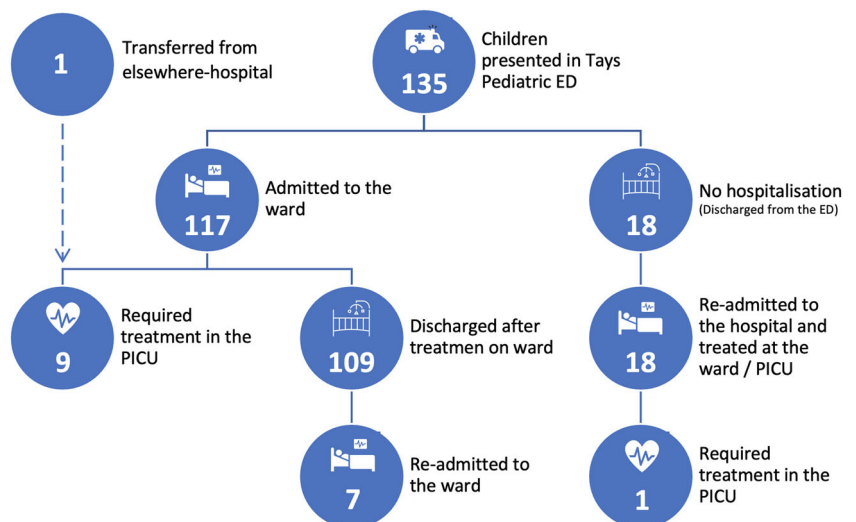 1
Transferred from
elsewhere-hospital
135
Children
presented in Tays
Pediatric ED
117
Admitted to the
ward
18
No hospitalisation
(Discharged from the ED)
9
Required
treatment in the
PICU
109
Discharged after
treatmen on ward
18
Re-admitted to
the hospital and
treated at the
ward / PICU
7
Re-admitted to
the ward
1
Required
treatment in the
PICU